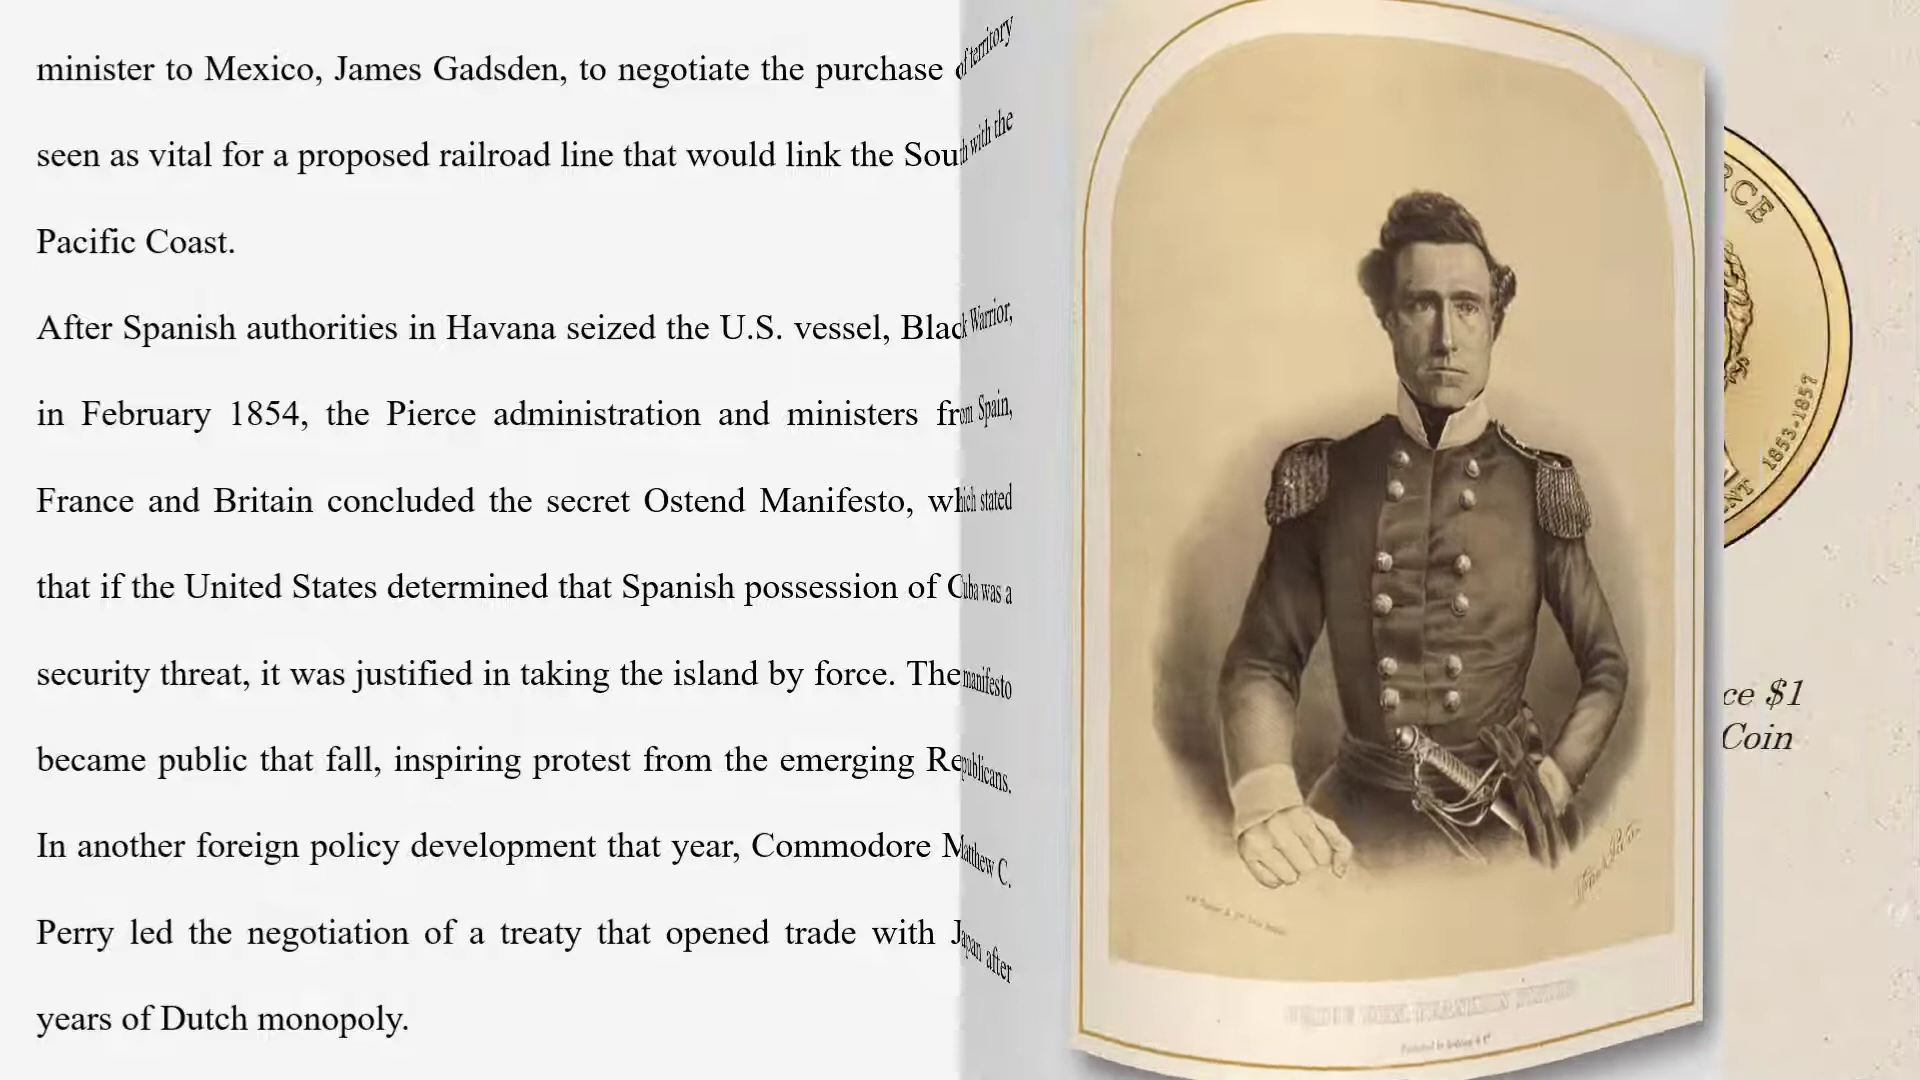 minister to Mexico, James Gadsden, to negotiate the purchase of territory
seen as vital for a proposed railroad line that would link the South with the
Pacific Coast.
After Spanish authorities in Havana seized the U.S. vessel, Black Warrior,
in February 1854, the Pierce administration and ministers from Spain,
France and Britain concluded the secret Ostend Manifesto, which stated
that if the United States determined that Spanish possession of Cuba was a
security threat, it was justified in taking the island by force. The manifesto
became public that fall, inspiring protest from the emerging Republicans.
In another foreign policy development that year, Commodore Matthew C.
Perry led the negotiation of a treaty that opened trade with Japan after
years of Dutch monopoly.
RCE
1853-1857
NT
ce $1
Coin